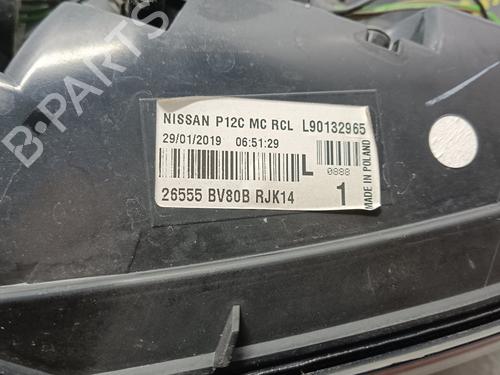 B-PARTS
NISSAN P12C MC RCL L90132965
29/01/2019 06:51:29
L 0888
26555 BV80B RJK14 1
MADE IN POLAND